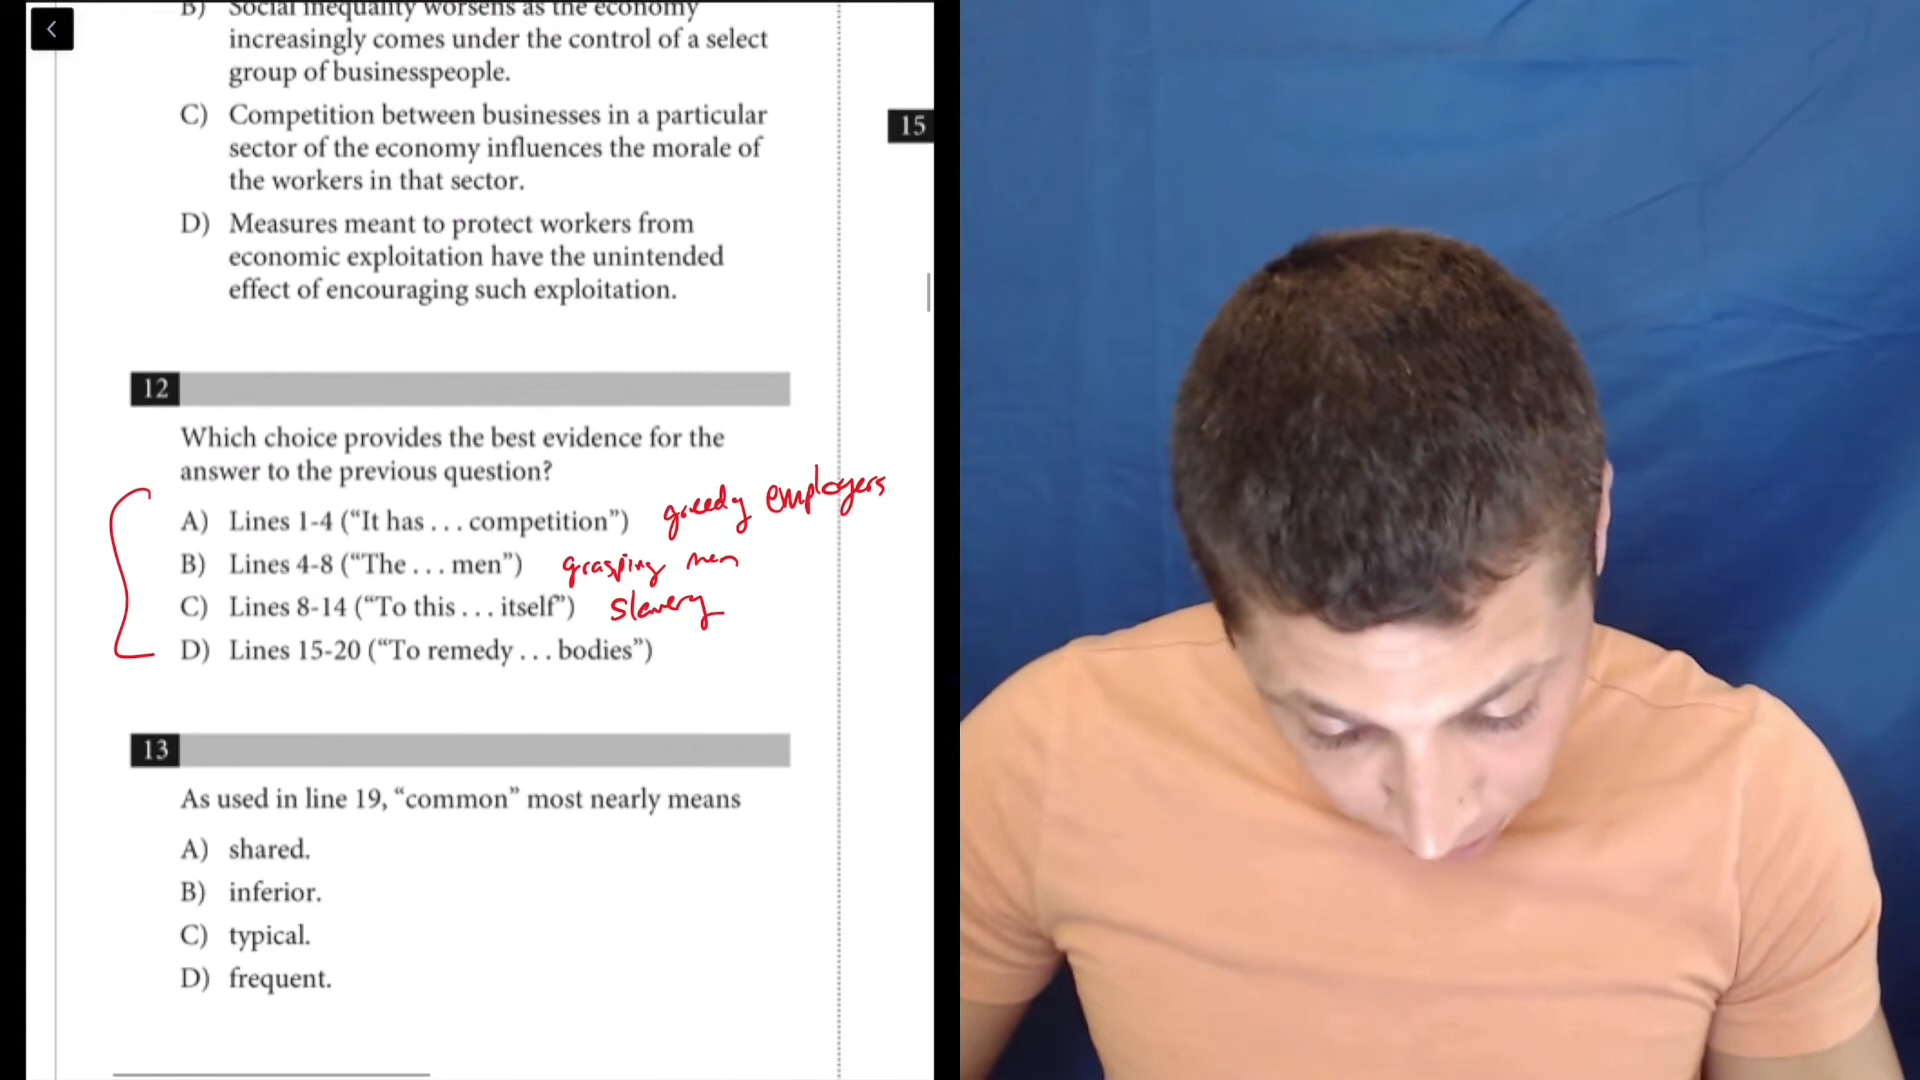 B) Social inequality worsens as the economy
increasingly comes under the control of a select
group of businesspeople.
C) Competition between businesses in a particular
sector of the economy influences the morale of
the workers in that sector.
D) Measures meant to protect workers from
economic exploitation have the unintended
effect of encouraging such exploitation.
15
12
Which choice provides the best evidence for the
answer to the previous question?
A) Lines 1-4 (“It has . . . competition”) greedy employers
B) Lines 4-8 (“The . . . men”) grasping men
C) Lines 8-14 (“To this . . . itself”) slavery
D) Lines 15-20 (“To remedy . . . bodies”)
13
As used in line 19, “common” most nearly means
A) shared.
B) inferior.
C) typical.
D) frequent.